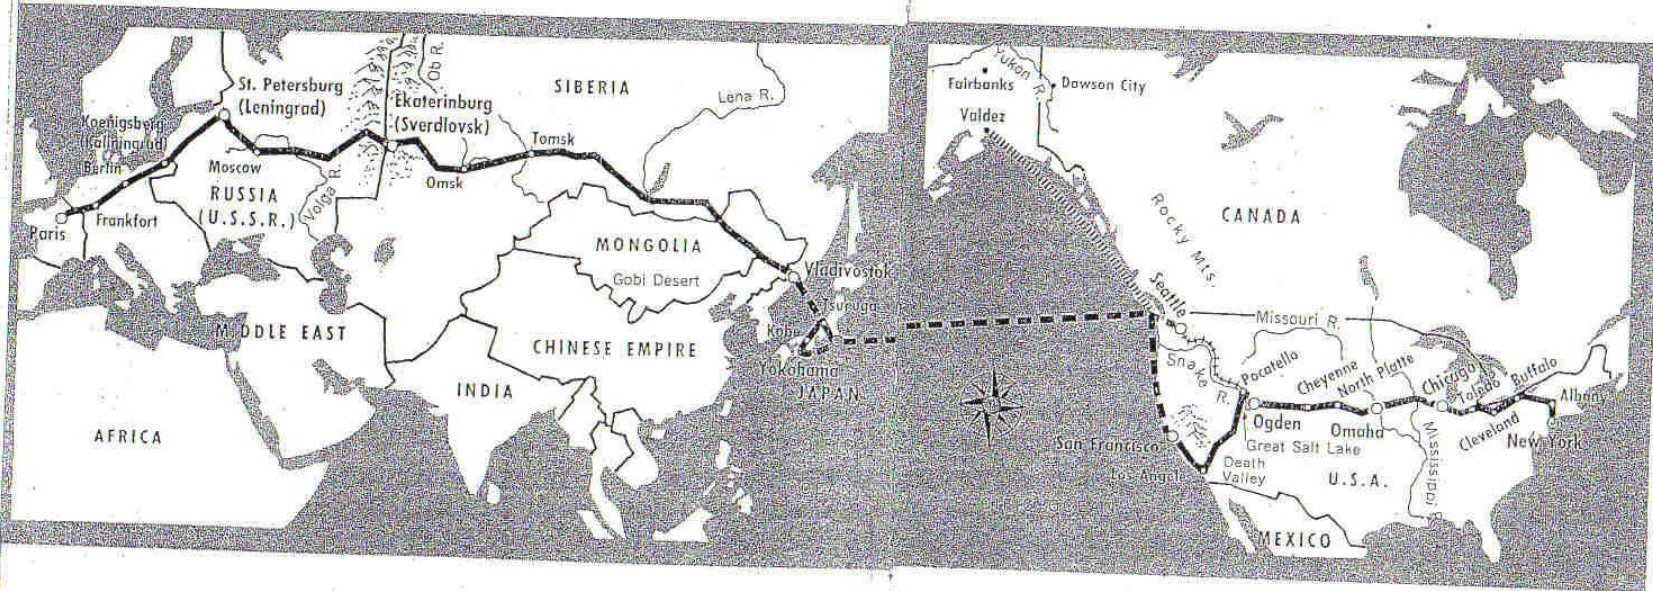 St. Petersburg
(Leningrad)
Ob R.
SIBERIA
Lena R.
Koenigsberg
(Kaliningrad)
Ekaterinburg
(Sverdlovsk)
Tomsk
Berlin
Moscow
Omsk
RUSSIA
(U.S.S.R.)
Volga R.
Paris
Frankfort
MONGOLIA
Gobi Desert
Vladivostok
Tsuruga
Kobe
Yokohama
JAPAN
MIDDLE EAST
CHINESE EMPIRE
INDIA
AFRICA
Yukon R.
Fairbanks
Dawson City
Valdez
Rocky Mts.
CANADA
Seattle
Missouri R.
Snake R.
Pocatello
Cheyenne
North Platte
Chicago
Toledo
Buffalo
Albany
Ogden
Omaha
Cleveland
New York
San Francisco
Great Salt Lake
Mississippi R.
Los Angeles
Death
Valley
U.S.A.
MEXICO